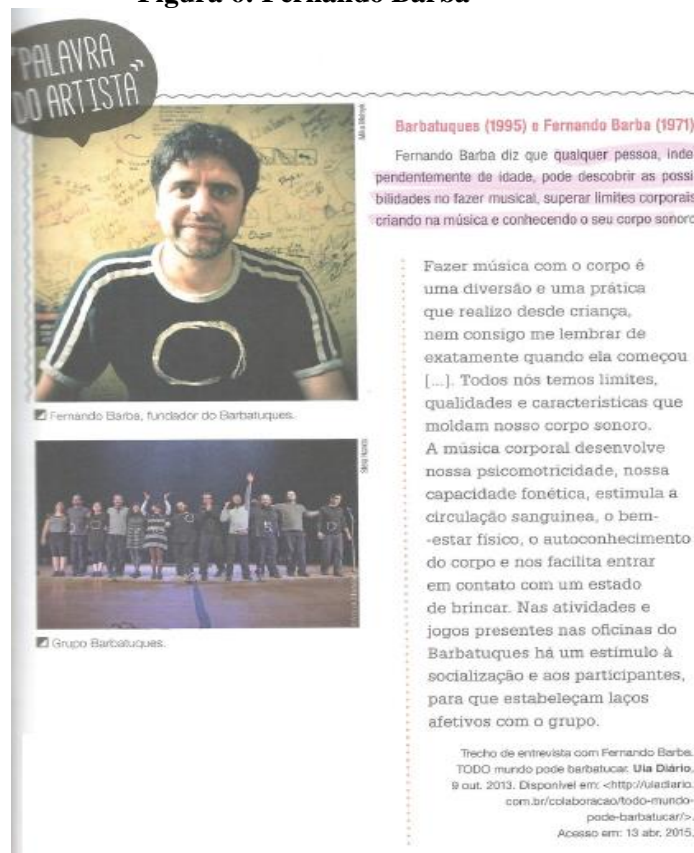 Figura 6: Fernando Barba
"PALAVRA
DO ARTISTA"
Barbatuques (1995) e Fernando Barba (1971)
Fernando Barba diz que qualquer pessoa, inde
pendentemente de idade, pode descobrir as possi
bilidades no fazer musical, superar limites corporais
criando na música e conhecendo o seu corpo sonoro
Fernando Barba, fundador do Barbatuques.
Grupo Barbatuques.
Fazer música com o corpo é
uma diversão e uma prática
que realizo desde criança,
nem consigo me lembrar de
exatamente quando ela começou
[...]. Todos nós temos limites,
qualidades e características que
moldam nosso corpo sonoro.
A música corporal desenvolve
nossa psicomotricidade, nossa
capacidade fonética, estimula a
circulação sanguínea, o bem-
-estar físico, o autoconhecimento
do corpo e nos facilita entrar
em contato com um estado
de brincar. Nas atividades e
jogos presentes nas oficinas do
Barbatuques há um estímulo à
socialização e aos participantes,
para que estabeleçam laços
afetivos com o grupo.
Trecho de entrevista com Fernando Barba.
TODO mundo pode barbatucar. Uia Diário,
9 out. 2013. Disponível em: <http://uiadiario.
com.br/colaboracao/todo-mundo-
pode-barbatucar/>.
Acesso em: 13 abr. 2015.